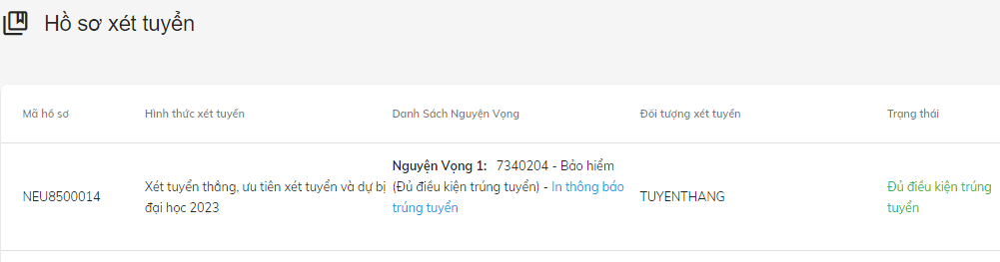 Hồ sơ xét tuyển
Mã hồ sơ
Hình thức xét tuyển
Danh Sách Nguyện Vọng
Đối tượng xét tuyển
Trạng thái
NEU8500014
Xét tuyển thẳng, ưu tiên xét tuyển và dự bị
đại học 2023
Nguyện Vọng 1: 7340204 - Bảo hiểm
(Đủ điều kiện trúng tuyển) - In thông báo
trúng tuyển
TUYENTHANG
Đủ điều kiện trúng
tuyển